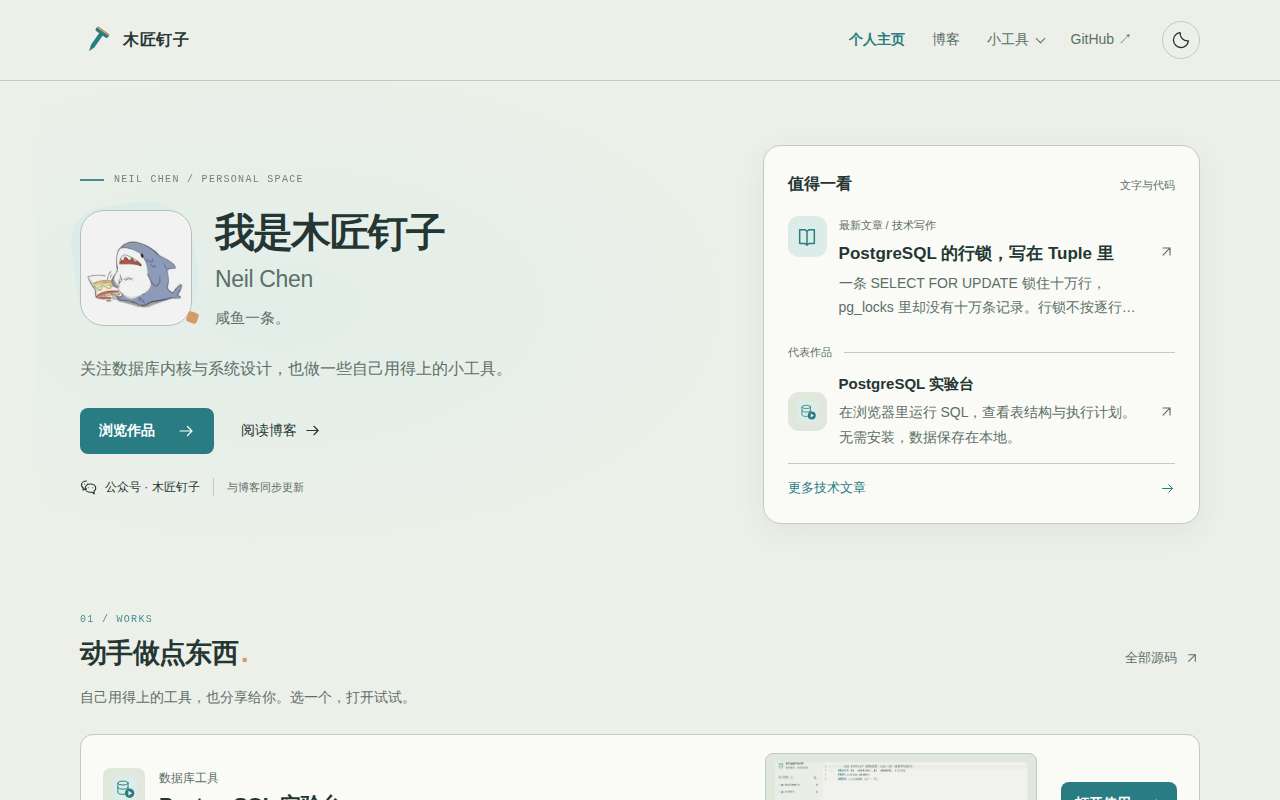 木匠钉子
个人主页
博客
小工具
GitHub ↗
NEIL CHEN / PERSONAL SPACE
我是木匠钉子
Neil Chen
咸鱼一条。
关注数据库内核与系统设计，也做一些自己用得上的小工具。
浏览作品 →
阅读博客 →
公众号 · 木匠钉子
与博客同步更新
值得一看
文字与代码
最新文章 / 技术写作
PostgreSQL 的行锁，写在 Tuple 里
一条 SELECT FOR UPDATE 锁住十万行，
pg_locks 里却没有十万条记录。行锁不按逐行…
代表作品
PostgreSQL 实验台
在浏览器里运行 SQL，查看表结构与执行计划。
无需安装，数据保存在本地。
更多技术文章 →
01 / WORKS
动手做点东西.
全部源码
自己用得上的工具，也分享给你。选一个，打开试试。
数据库工具
PostgreSQL 实验台
打开使用